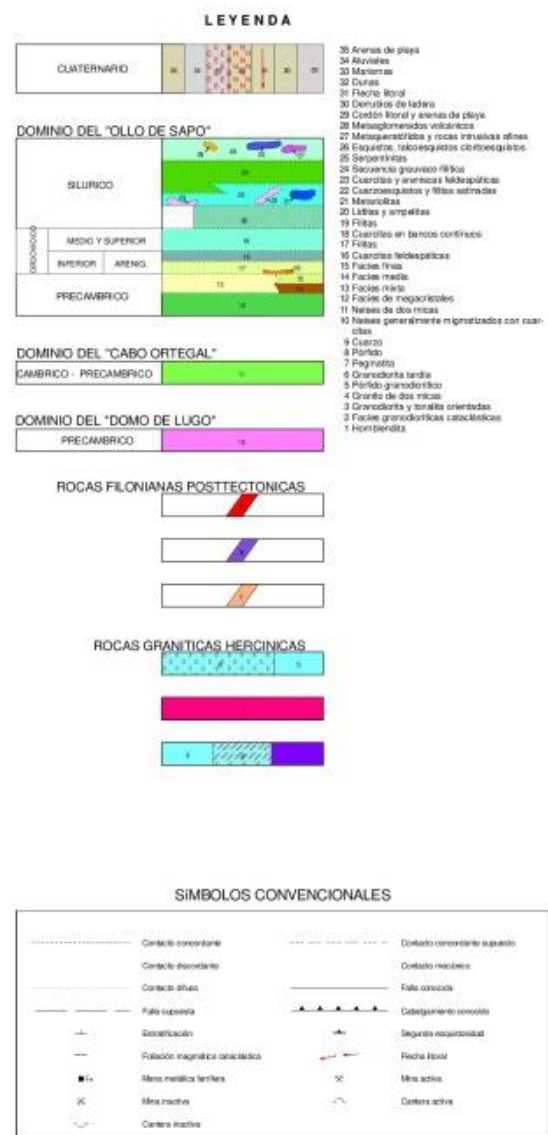 LEYENDA
CUATERNARIO
DOMINIO DEL "OLLO DE SAPO"
SILURICO
ORDOVICICO
MEDIO Y SUPERIOR
INFERIOR
ARENIG.
PRECAMBRICO
DOMINIO DEL "CABO ORTEGAL"
CAMBRICO - PRECAMBRICO
DOMINIO DEL "DOMO DE LUGO"
PRECAMBRICO
ROCAS FILONIANAS POSTTECTONICAS
ROCAS GRANITICAS HERCINICAS
35 Arenas de playa
34 Aluviales
33 Marismas
32 Dunas
31 Flecha litoral
30 Derrubios de ladera
29 Cordón litoral y arenas de playa
28 Metaaglomerados volcánicos
27 Metaqueratófidos y rocas intrusivas afines
26 Esquistos, talcoesquistos cloritoesquistos
25 Serpentinitas
24 Secuencia grauvaco-filítica
23 Cuarcitas y areniscas feldespáticas
22 Cuarzoesquistos y filitas satinadas
21 Metariolitas
20 Liditas y ampelitas
19 Filitas
18 Cuarcitas en bancos contínuos
17 Filitas
16 Cuarcitas feldespáticas
15 Facies finas
14 Facies media
13 Facies mixta
12 Facies de megacristales
11 Neises de dos micas
10 Neises generalmente migmatizados con cuar-
citas
9 Cuarzo
8 Pórfido
7 Pegmatita
6 Granodiorita tardía
5 Pórfido granodiorítico
4 Granito de dos micas
3 Granodiorita y tonalita orientadas
2 Facies granodioríticas cataclásticas
1 Hornblendita
SíMBOLOS CONVENCIONALES
Contacto concordante
Contacto concordante supuesto
Contacto discordante
Contacto mecánico
Contacto difuso
Falla conocida
Falla supuesta
Cabalgamiento conocido
Estratificación
Segunda esquistosidad
Foliación magmática cataclástica
Flecha litoral
Mena metálica ferrífera
Mina activa
Mina inactiva
Cantera activa
Cantera inactiva